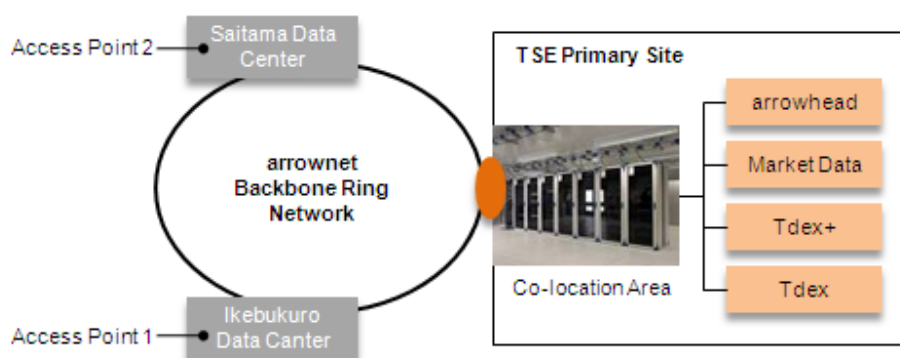 Access Point 2
Saitama Data
Center
arrownet
Backbone Ring
Network
Ikebukuro
Data Canter
Access Point 1
TSE Primary Site
Co-location Area
arrowhead
Market Data
Tdex+
Tdex